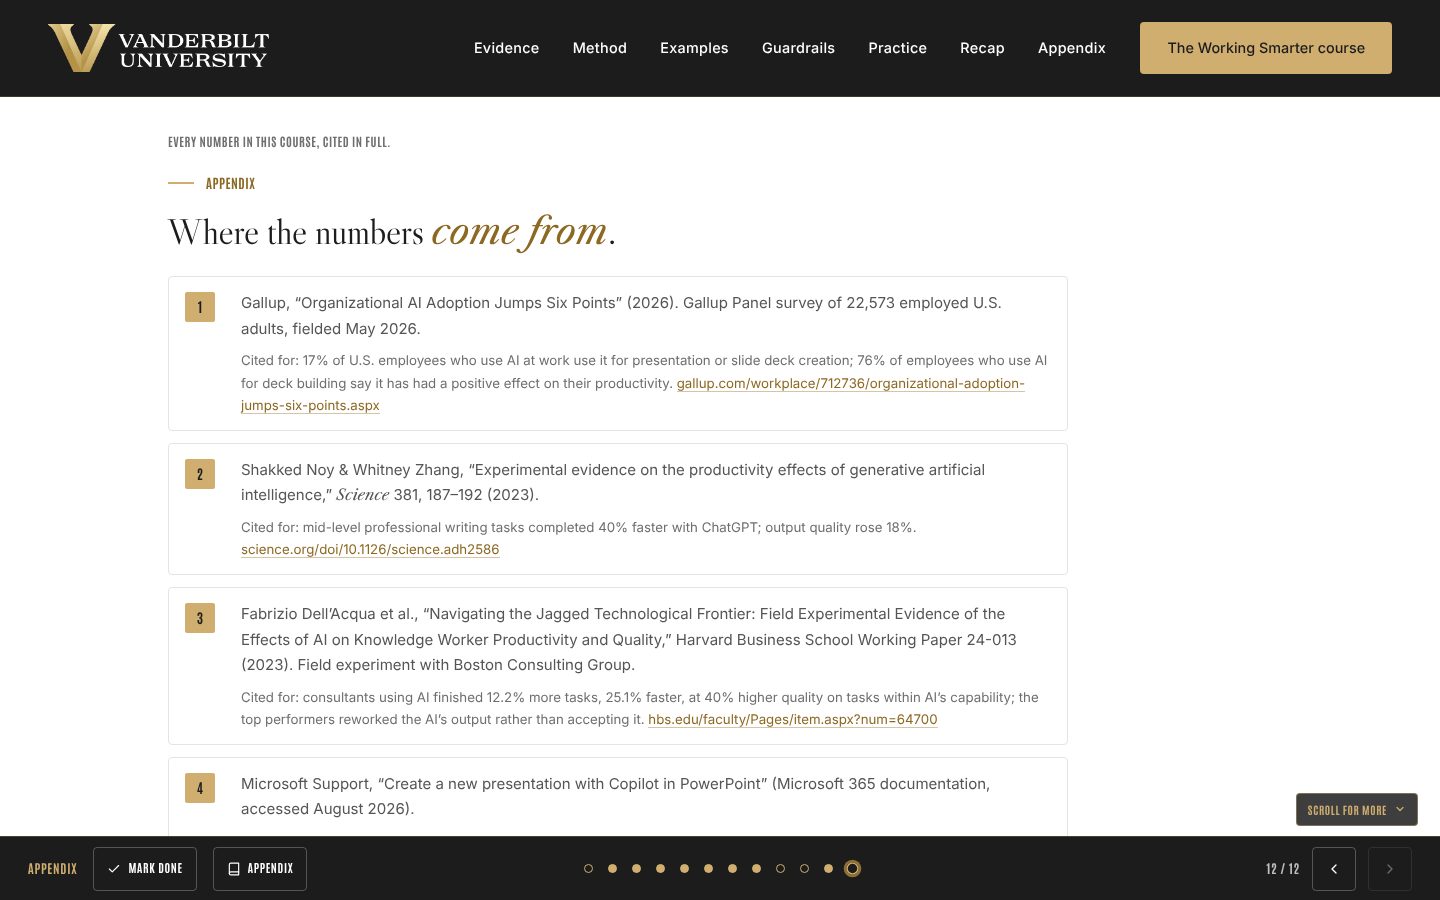 VANDERBILT
UNIVERSITY
Evidence
Method
Examples
Guardrails
Practice
Recap
Appendix
The Working Smarter course
EVERY NUMBER IN THIS COURSE, CITED IN FULL.
APPENDIX
Where the numbers come from.
1
Gallup, “Organizational AI Adoption Jumps Six Points” (2026). Gallup Panel survey of 22,573 employed U.S.
adults, fielded May 2026.
Cited for: 17% of U.S. employees who use AI at work use it for presentation or slide deck creation; 76% of employees who use AI
for deck building say it has had a positive effect on their productivity. gallup.com/workplace/712736/organizational-adoption-
jumps-six-points.aspx
2
Shakked Noy & Whitney Zhang, “Experimental evidence on the productivity effects of generative artificial
intelligence,” Science 381, 187–192 (2023).
Cited for: mid-level professional writing tasks completed 40% faster with ChatGPT; output quality rose 18%.
science.org/doi/10.1126/science.adh2586
3
Fabrizio Dell’Acqua et al., “Navigating the Jagged Technological Frontier: Field Experimental Evidence of the
Effects of AI on Knowledge Worker Productivity and Quality,” Harvard Business School Working Paper 24-013
(2023). Field experiment with Boston Consulting Group.
Cited for: consultants using AI finished 12.2% more tasks, 25.1% faster, at 40% higher quality on tasks within AI’s capability; the
top performers reworked the AI’s output rather than accepting it. hbs.edu/faculty/Pages/item.aspx?num=64700
4
Microsoft Support, “Create a new presentation with Copilot in PowerPoint” (Microsoft 365 documentation,
accessed August 2026).
SCROLL FOR MORE
APPENDIX
MARK DONE
APPENDIX
12 / 12